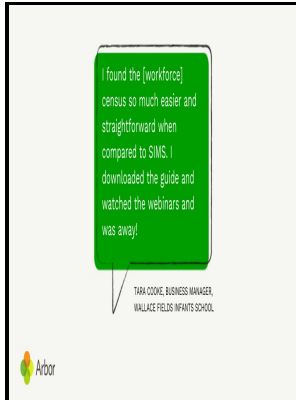 I found the [workforce]
census so much easier and
straightforward when
compared to SIMS. I
downloaded the guide and
watched the webinars and
was away!
TARA COOKE, BUSINESS MANAGER,
WALLACE FIELDS INFANTS SCHOOL
Arbor